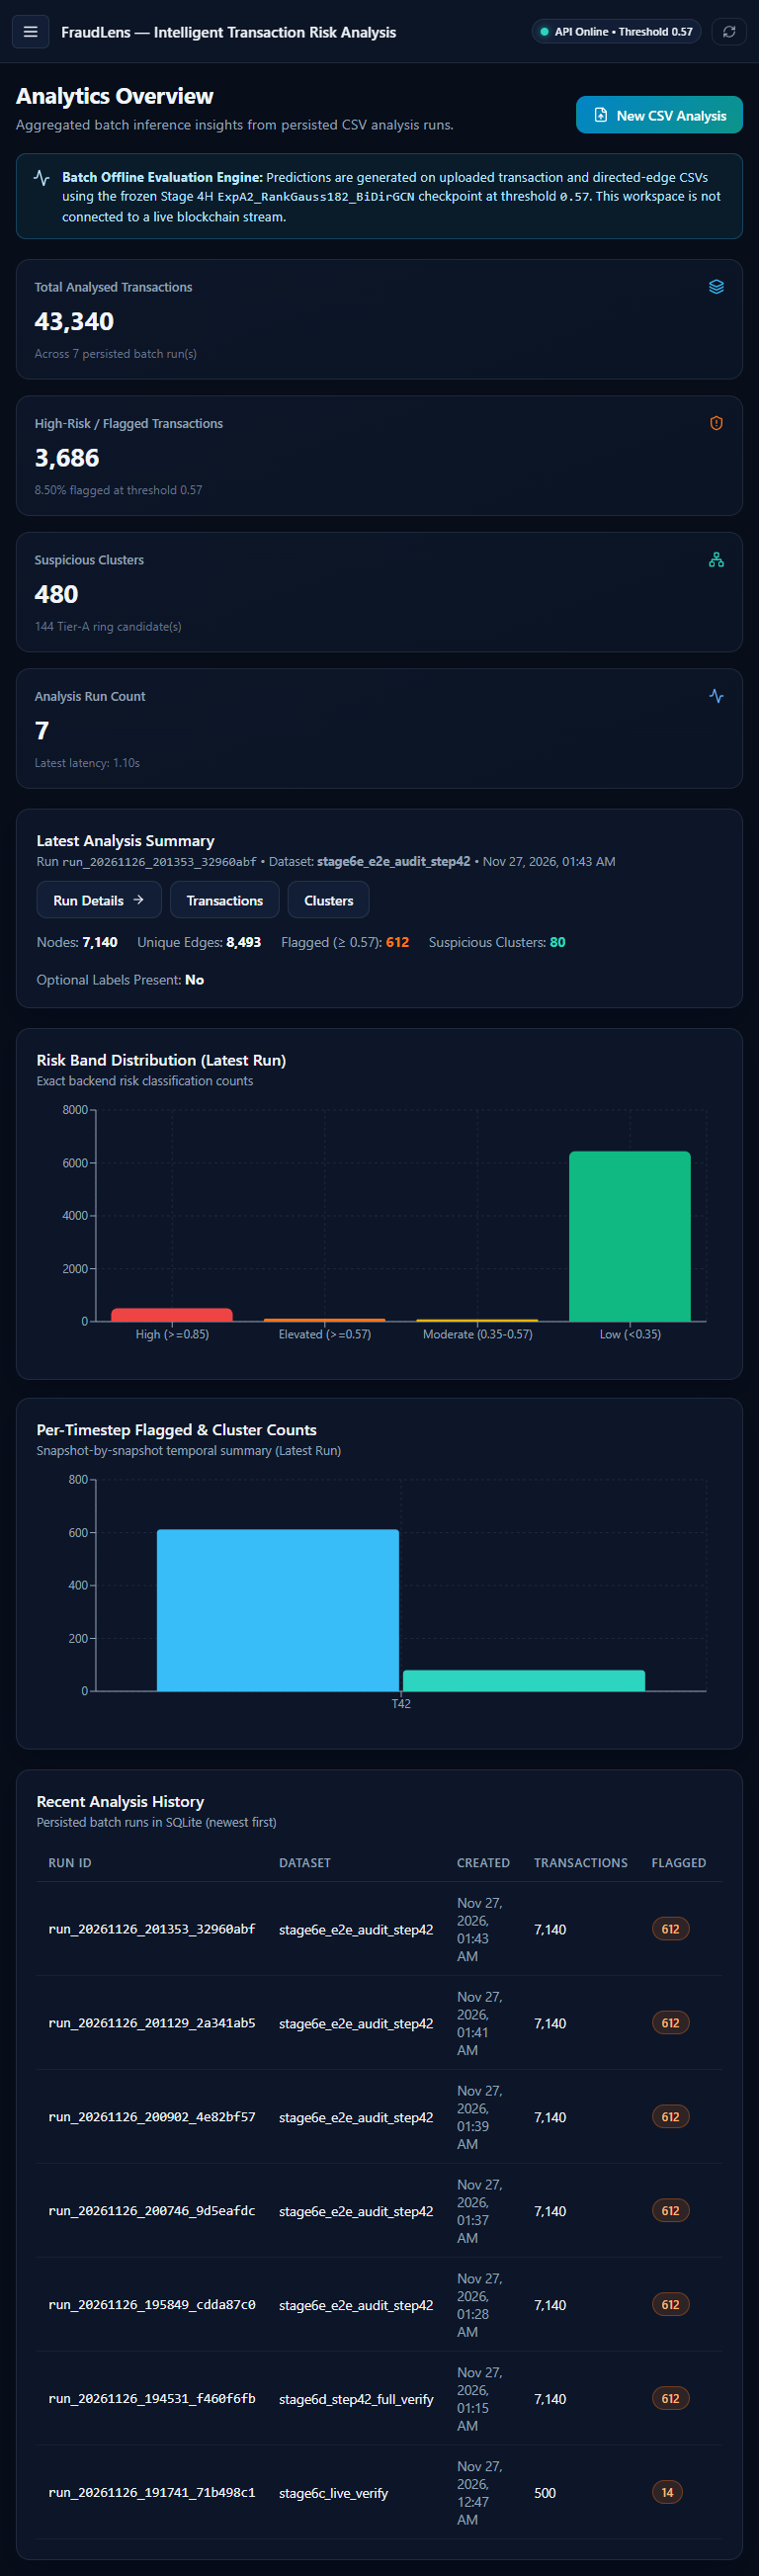 FraudLens — Intelligent Transaction Risk Analysis
API Online • Threshold 0.57
Analytics Overview
Aggregated batch inference insights from persisted CSV analysis runs.
New CSV Analysis
Batch Offline Evaluation Engine: Predictions are generated on uploaded transaction and directed-edge CSVs
using the frozen Stage 4H ExpA2_RankGauss182_BiDirGCN checkpoint at threshold 0.57. This workspace is not
connected to a live blockchain stream.
Total Analysed Transactions
43,340
Across 7 persisted batch run(s)
High-Risk / Flagged Transactions
3,686
8.50% flagged at threshold 0.57
Suspicious Clusters
480
144 Tier-A ring candidate(s)
Analysis Run Count
7
Latest latency: 1.10s
Latest Analysis Summary
Run run_20261126_201353_32960abf • Dataset: stage6e_e2e_audit_step42 • Nov 27, 2026, 01:43 AM
Run Details →
Transactions
Clusters
Nodes: 7,140 Unique Edges: 8,493 Flagged (≥ 0.57): 612 Suspicious Clusters: 80
Optional Labels Present: No
Risk Band Distribution (Latest Run)
Exact backend risk classification counts
8000
6000
4000
2000
0
High (>=0.85) Elevated (>=0.57) Moderate (0.35-0.57) Low (<0.35)
Per-Timestep Flagged & Cluster Counts
Snapshot-by-snapshot temporal summary (Latest Run)
800
600
400
200
0
T42
Recent Analysis History
Persisted batch runs in SQLite (newest first)
RUN ID DATASET CREATED TRANSACTIONS FLAGGED
run_20261126_201353_32960abf stage6e_e2e_audit_step42 Nov 27, 2026, 01:43 AM 7,140 612
run_20261126_201129_2a341ab5 stage6e_e2e_audit_step42 Nov 27, 2026, 01:41 AM 7,140 612
run_20261126_200902_4e82bf57 stage6e_e2e_audit_step42 Nov 27, 2026, 01:39 AM 7,140 612
run_20261126_200746_9d5eafdc stage6e_e2e_audit_step42 Nov 27, 2026, 01:37 AM 7,140 612
run_20261126_195849_cdda87c0 stage6e_e2e_audit_step42 Nov 27, 2026, 01:28 AM 7,140 612
run_20261126_194531_f460f6fb stage6d_step42_full_verify Nov 27, 2026, 01:15 AM 7,140 612
run_20261126_191741_71b498c1 stage6c_live_verify Nov 27, 2026, 12:47 AM 500 14